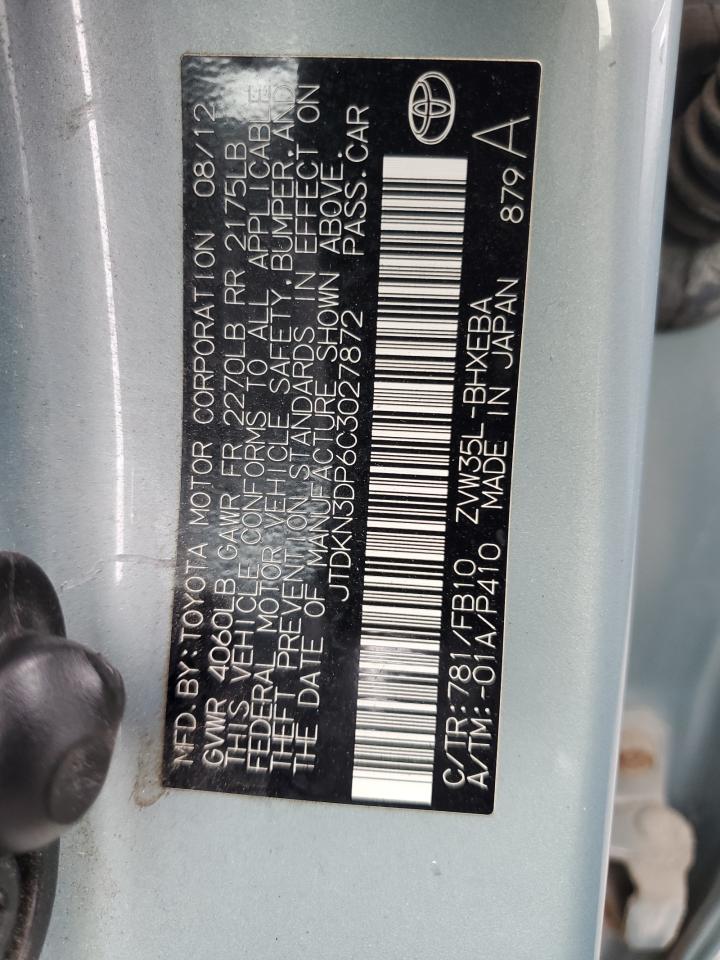 MFD.BY:TOYOTA MOTOR CORPORATION 08/12
GVWR 4060LB GAWR FR 2270LB RR 2175LB
THIS VEHICLE CONFORMS TO ALL APPLICABLE
FEDERAL MOTOR VEHICLE SAFETY,BUMPER,AND
THEFT PREVENTION STANDARDS IN EFFECT ON
THE DATE OF MANUFACTURE SHOWN ABOVE.
JTDKN3DP6C3027872 PASS.CAR
C/TR:781/FB10 ZVW35L-BHXEBA
A/TM:-01A/P410 MADE IN JAPAN 879 A